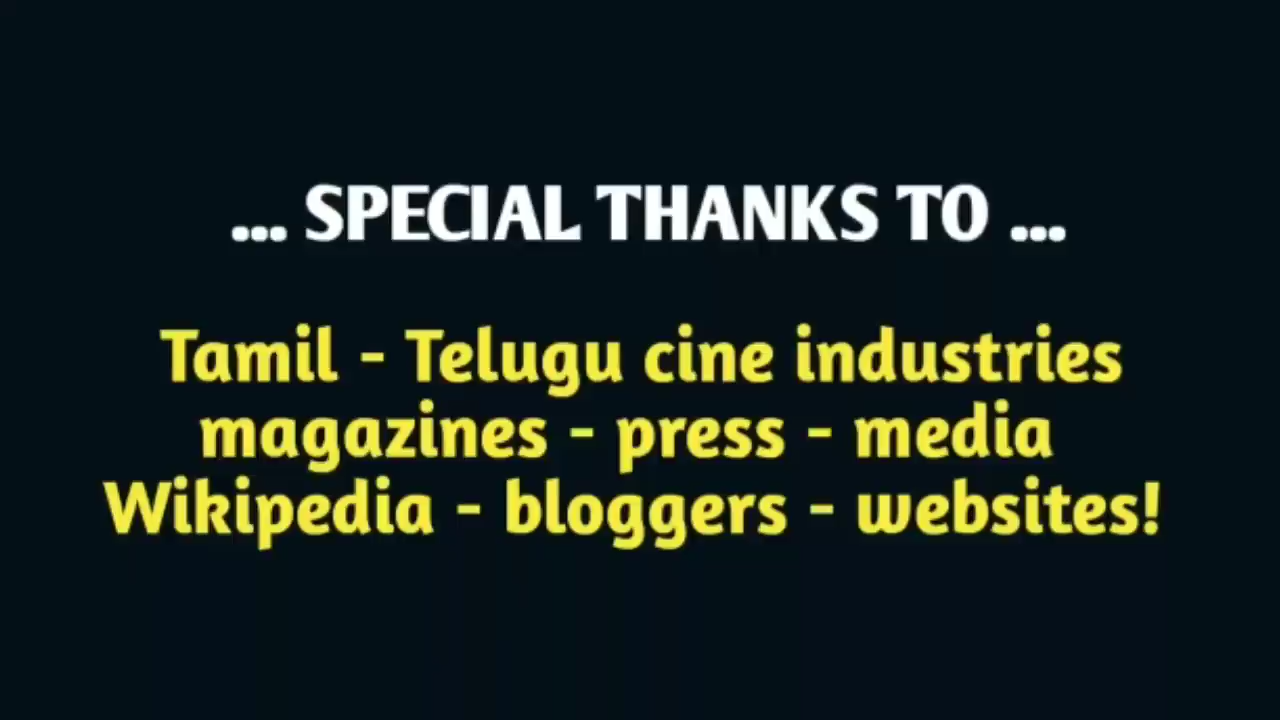 ... SPECIAL THANKS TO ...
Tamil - Telugu cine industries
magazines - press - media
Wikipedia - bloggers - websites!